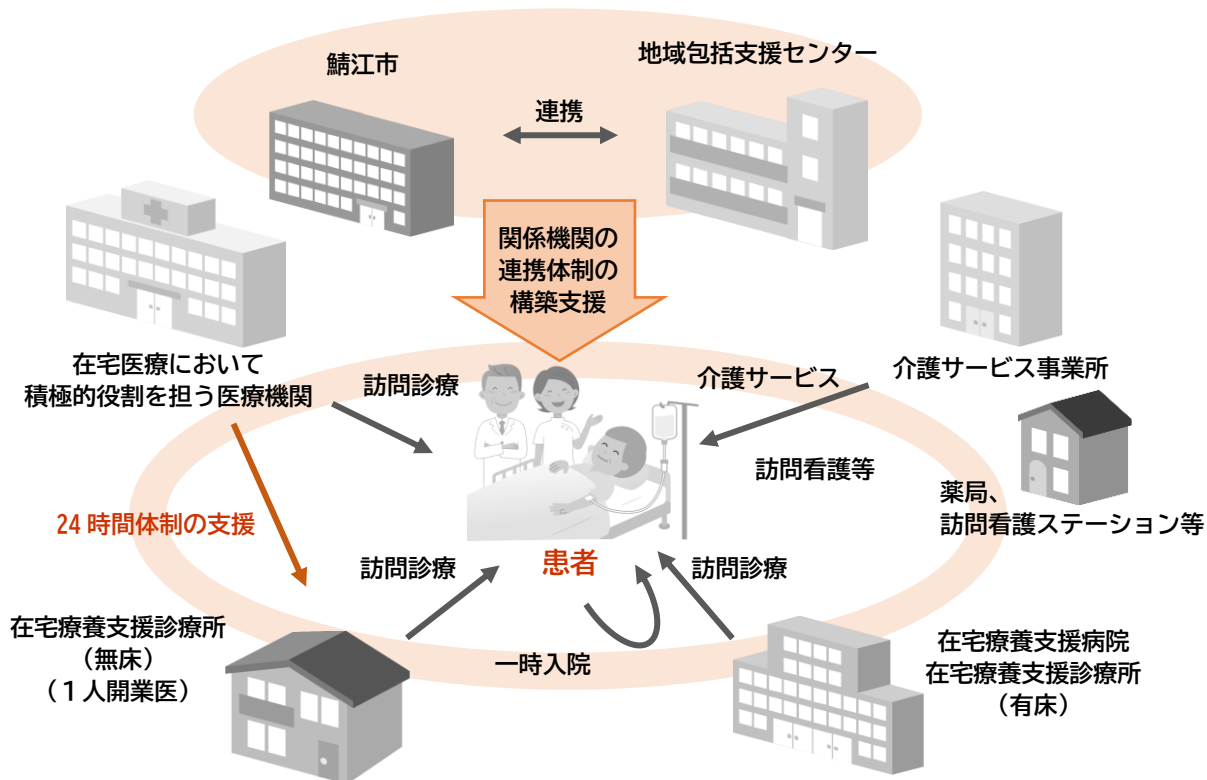 鯖江市
地域包括支援センター
連携
関係機関の
連携体制の
構築支援
在宅医療において
積極的役割を担う医療機関
訪問診療
介護サービス
介護サービス事業所
訪問看護等
薬局、
訪問看護ステーション等
24時間体制の支援
訪問診療
患者
訪問診療
在宅療養支援診療所
（無床）
（１人開業医）
一時入院
在宅療養支援病院
在宅療養支援診療所
（有床）